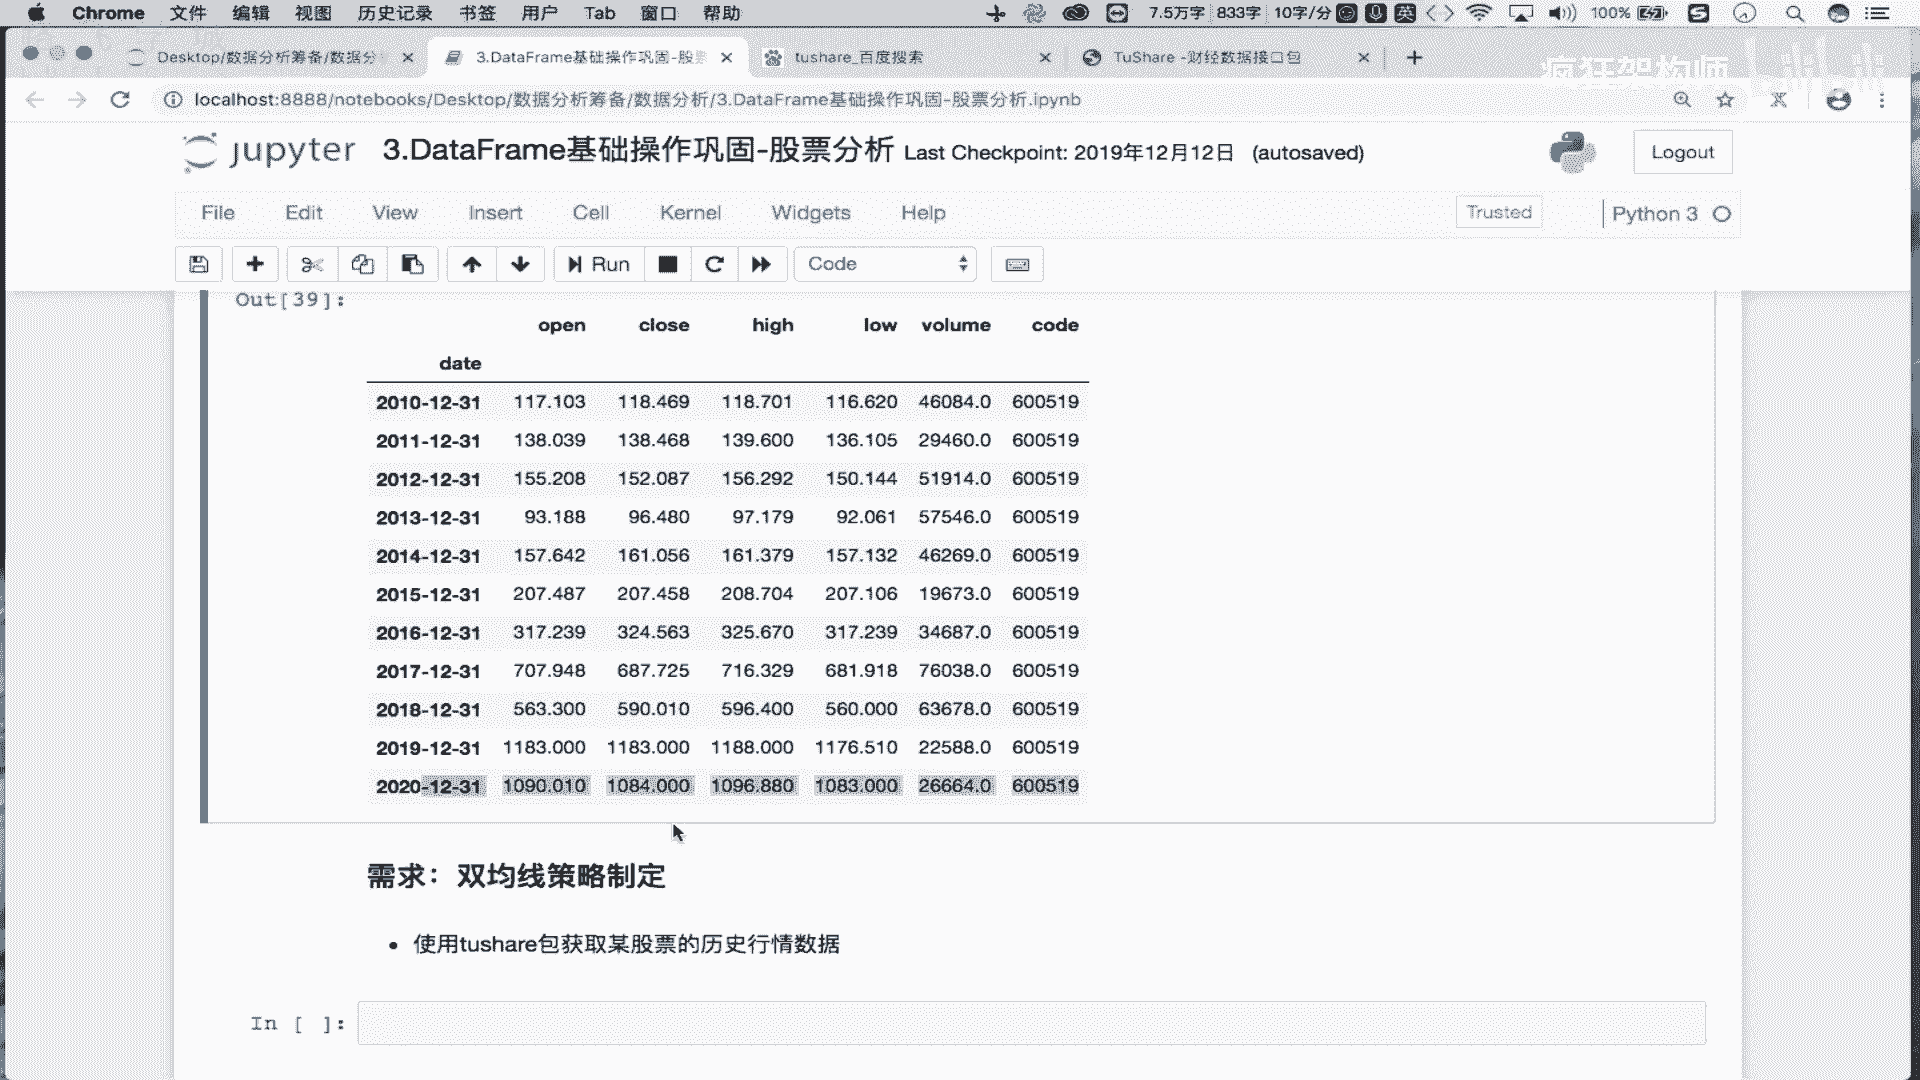 Chrome 文件 编辑 视图 历史记录 书签 用户 Tab 窗口 帮助 7.5万字 833字 10字/分 英 100%
Desktop/数据分析筹备/数据分
3.DataFrame基础操作巩固-股
tushare_百度搜索
TuShare -财经数据接口包
疯狂架构师 bilibili
localhost:8888/notebooks/Desktop/数据分析筹备/数据分析/3.DataFrame基础操作巩固-股票分析.ipynb
jupyter 3.DataFrame基础操作巩固-股票分析 Last Checkpoint: 2019年12月12日 (autosaved) Logout
File Edit View Insert Cell Kernel Widgets Help Trusted Python 3
Run Code
Out[39]:
open close high low volume code
date
2010-12-31 117.103 118.469 118.701 116.620 46084.0 600519
2011-12-31 138.039 138.468 139.600 136.105 29460.0 600519
2012-12-31 155.208 152.087 156.292 150.144 51914.0 600519
2013-12-31 93.188 96.480 97.179 92.061 57546.0 600519
2014-12-31 157.642 161.056 161.379 157.132 46269.0 600519
2015-12-31 207.487 207.458 208.704 207.106 19673.0 600519
2016-12-31 317.239 324.563 325.670 317.239 34687.0 600519
2017-12-31 707.948 687.725 716.329 681.918 76038.0 600519
2018-12-31 563.300 590.010 596.400 560.000 63678.0 600519
2019-12-31 1183.000 1183.000 1188.000 1176.510 22588.0 600519
2020-12-31 1090.010 1084.000 1096.880 1083.000 26664.0 600519
需求：双均线策略制定
• 使用tushare包获取某股票的历史行情数据
In [ ]: